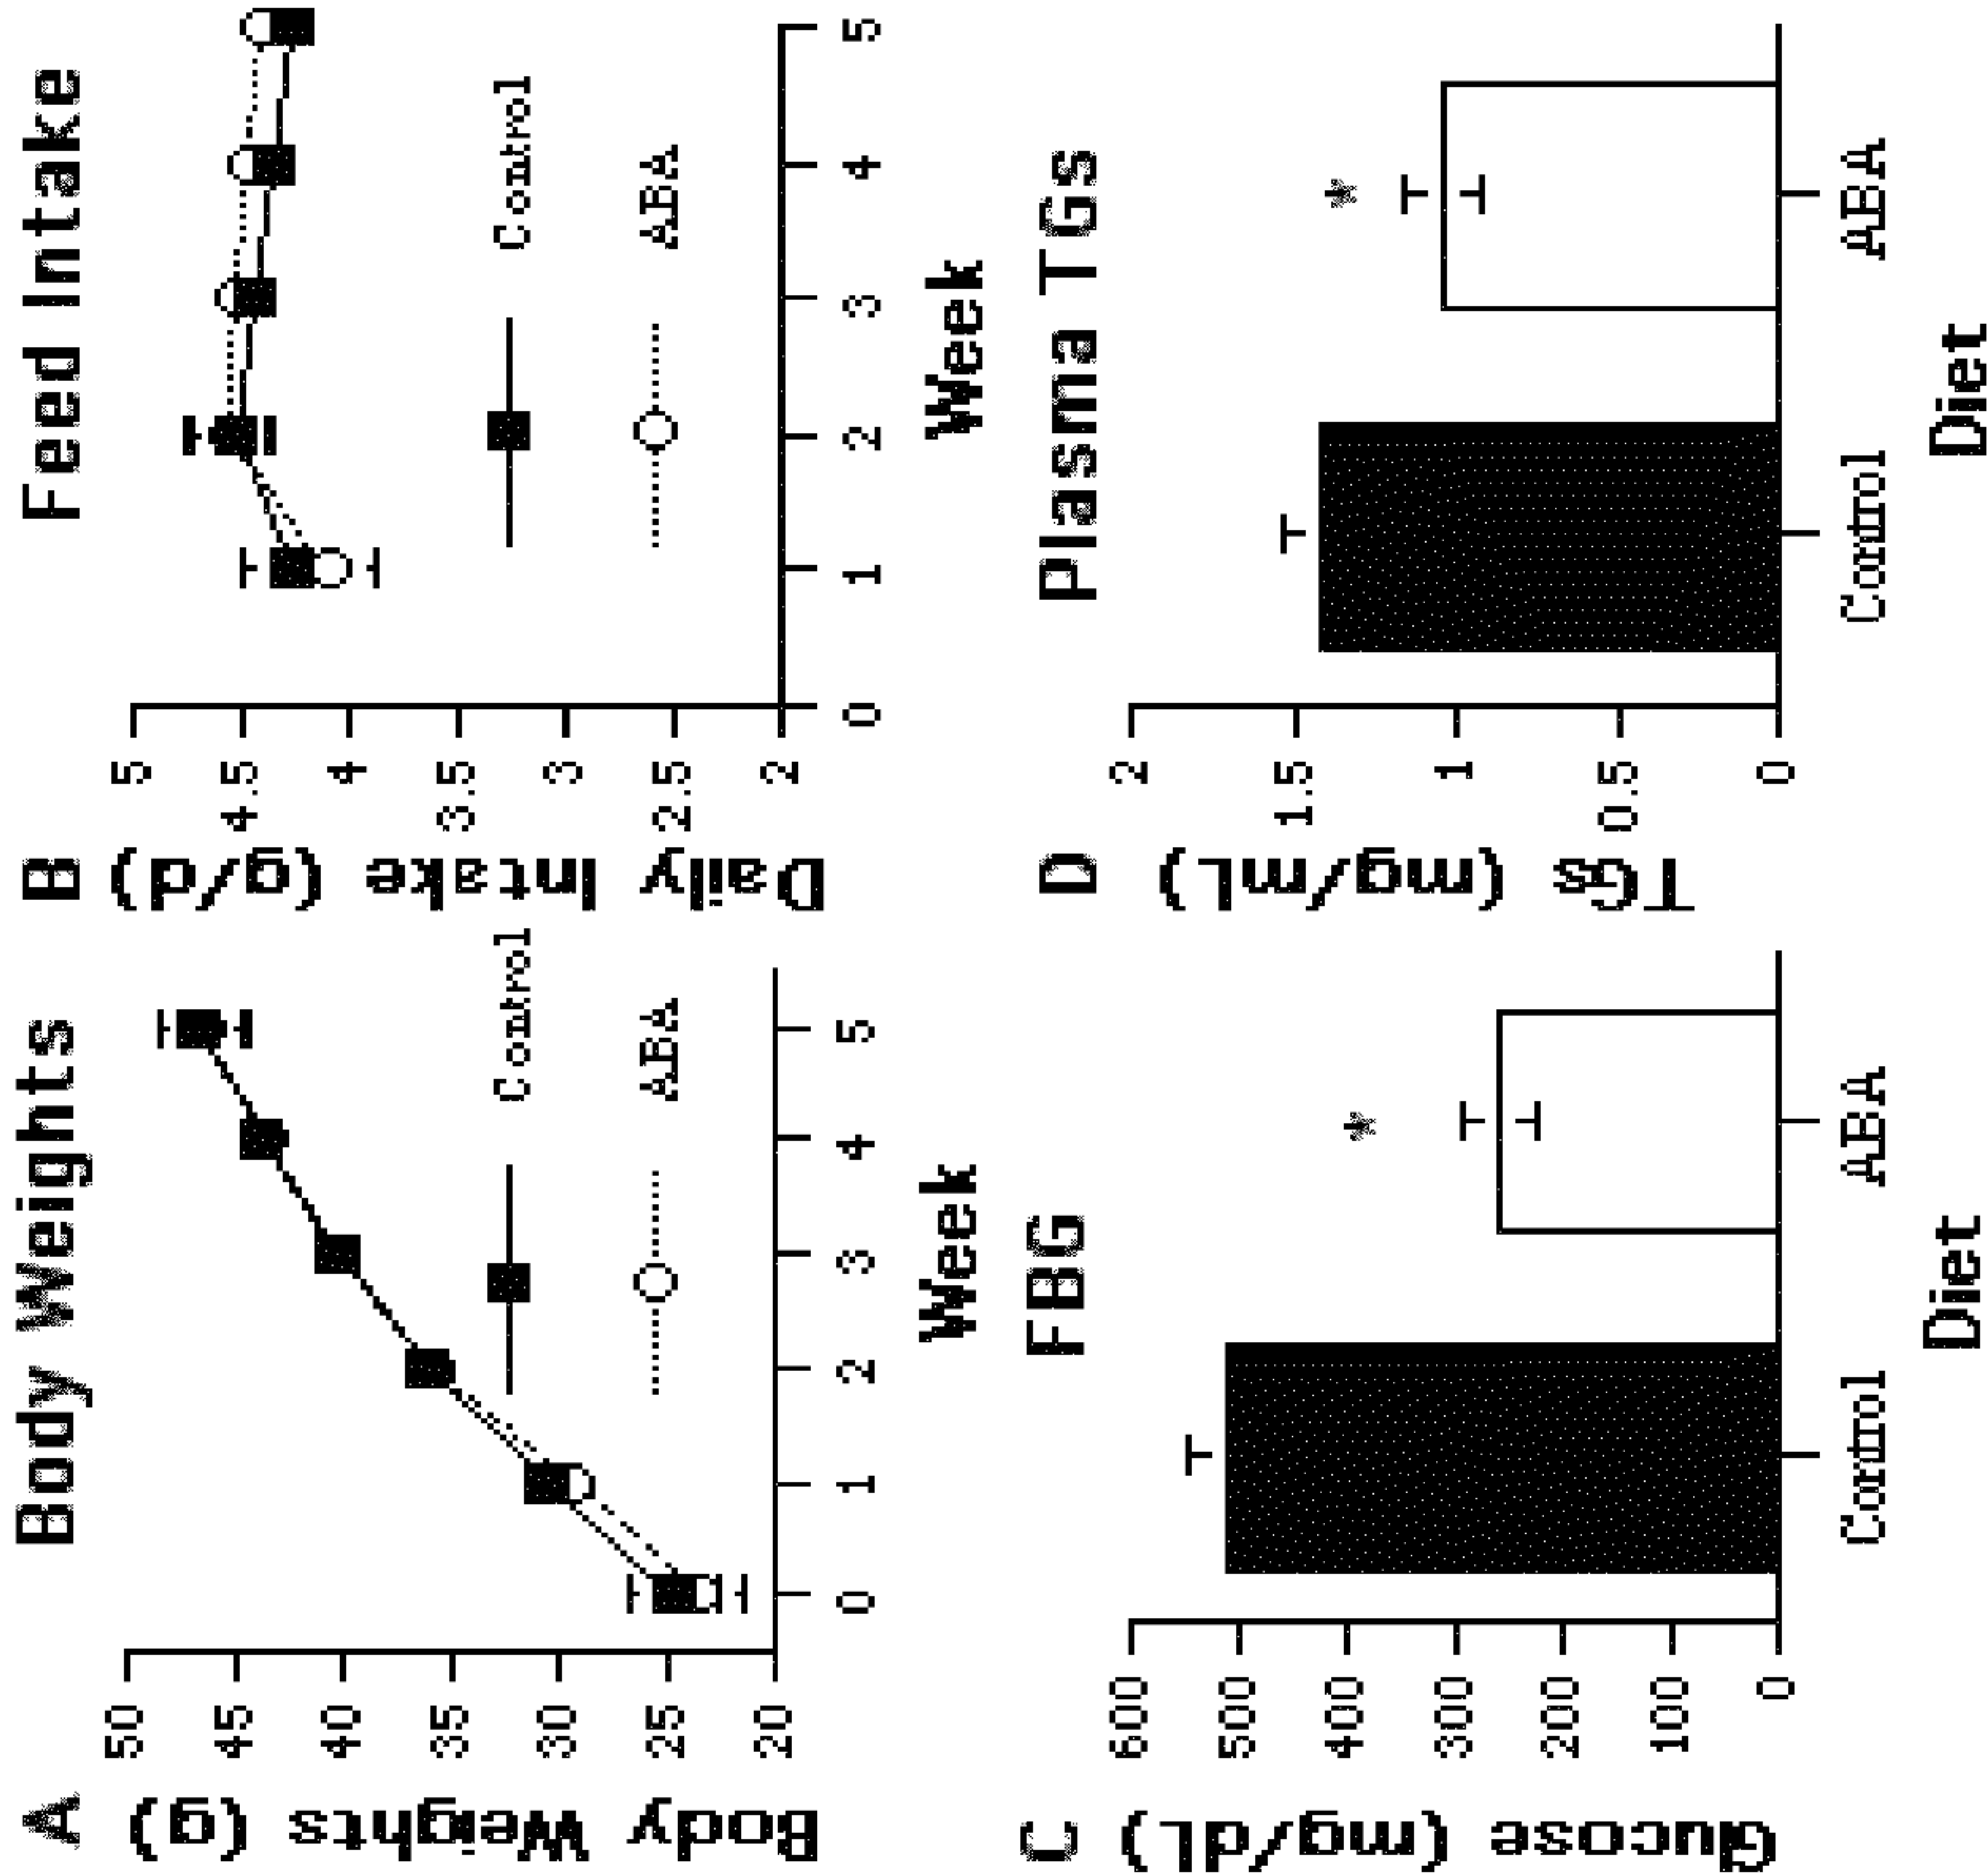 A Body Weights
Body Weights (g)
50
45
40
35
30
25
20
Control
ABA
0 1 2 3 4 5
Week
B Feed Intake
Daily Intake (g/d)
5
4.5
4
3.5
3
2.5
2
Control
ABA
0 1 2 3 4 5
Week
C FBG
Glucose (mg/dL)
600
500
400
300
200
100
0
*
Control ABA
Diet
D Plasma TGs
TGs (mg/mL)
2
1.5
1
0.5
0
*
Control ABA
Diet